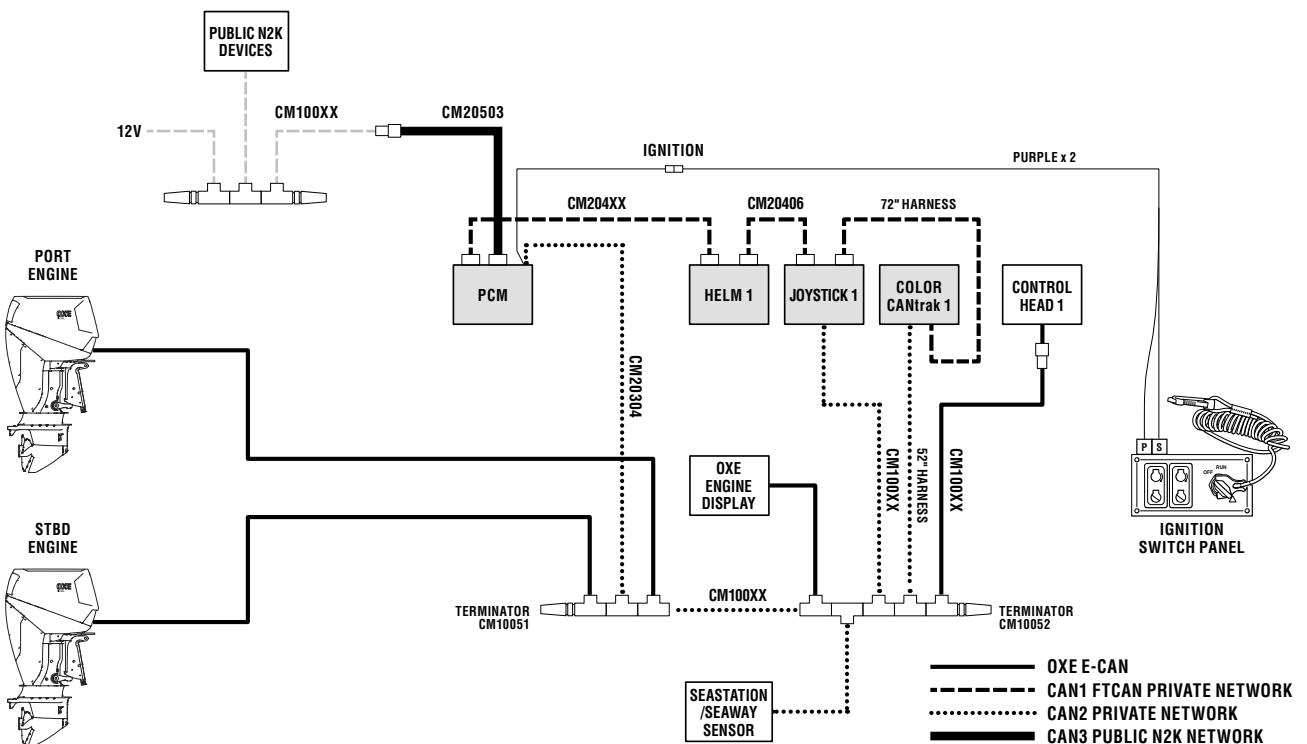 PUBLIC N2K
DEVICES
CM100XX
CM20503
12V
IGNITION
PURPLE x 2
CM204XX
CM20406
72" HARNESS
PORT
ENGINE
OXE
PCM
HELM 1
JOYSTICK 1
COLOR
CANtrak 1
CONTROL
HEAD 1
CM20304
P S
OFF
RUN
IGNITION
SWITCH PANEL
OXE
ENGINE
DISPLAY
CM100XX
52" HARNESS
CM100XX
STBD
ENGINE
OXE
TERMINATOR
CM10051
CM100XX
TERMINATOR
CM10052
SEASTATION
/SEAWAY
SENSOR
OXE E-CAN
CAN1 FTCAN PRIVATE NETWORK
CAN2 PRIVATE NETWORK
CAN3 PUBLIC N2K NETWORK